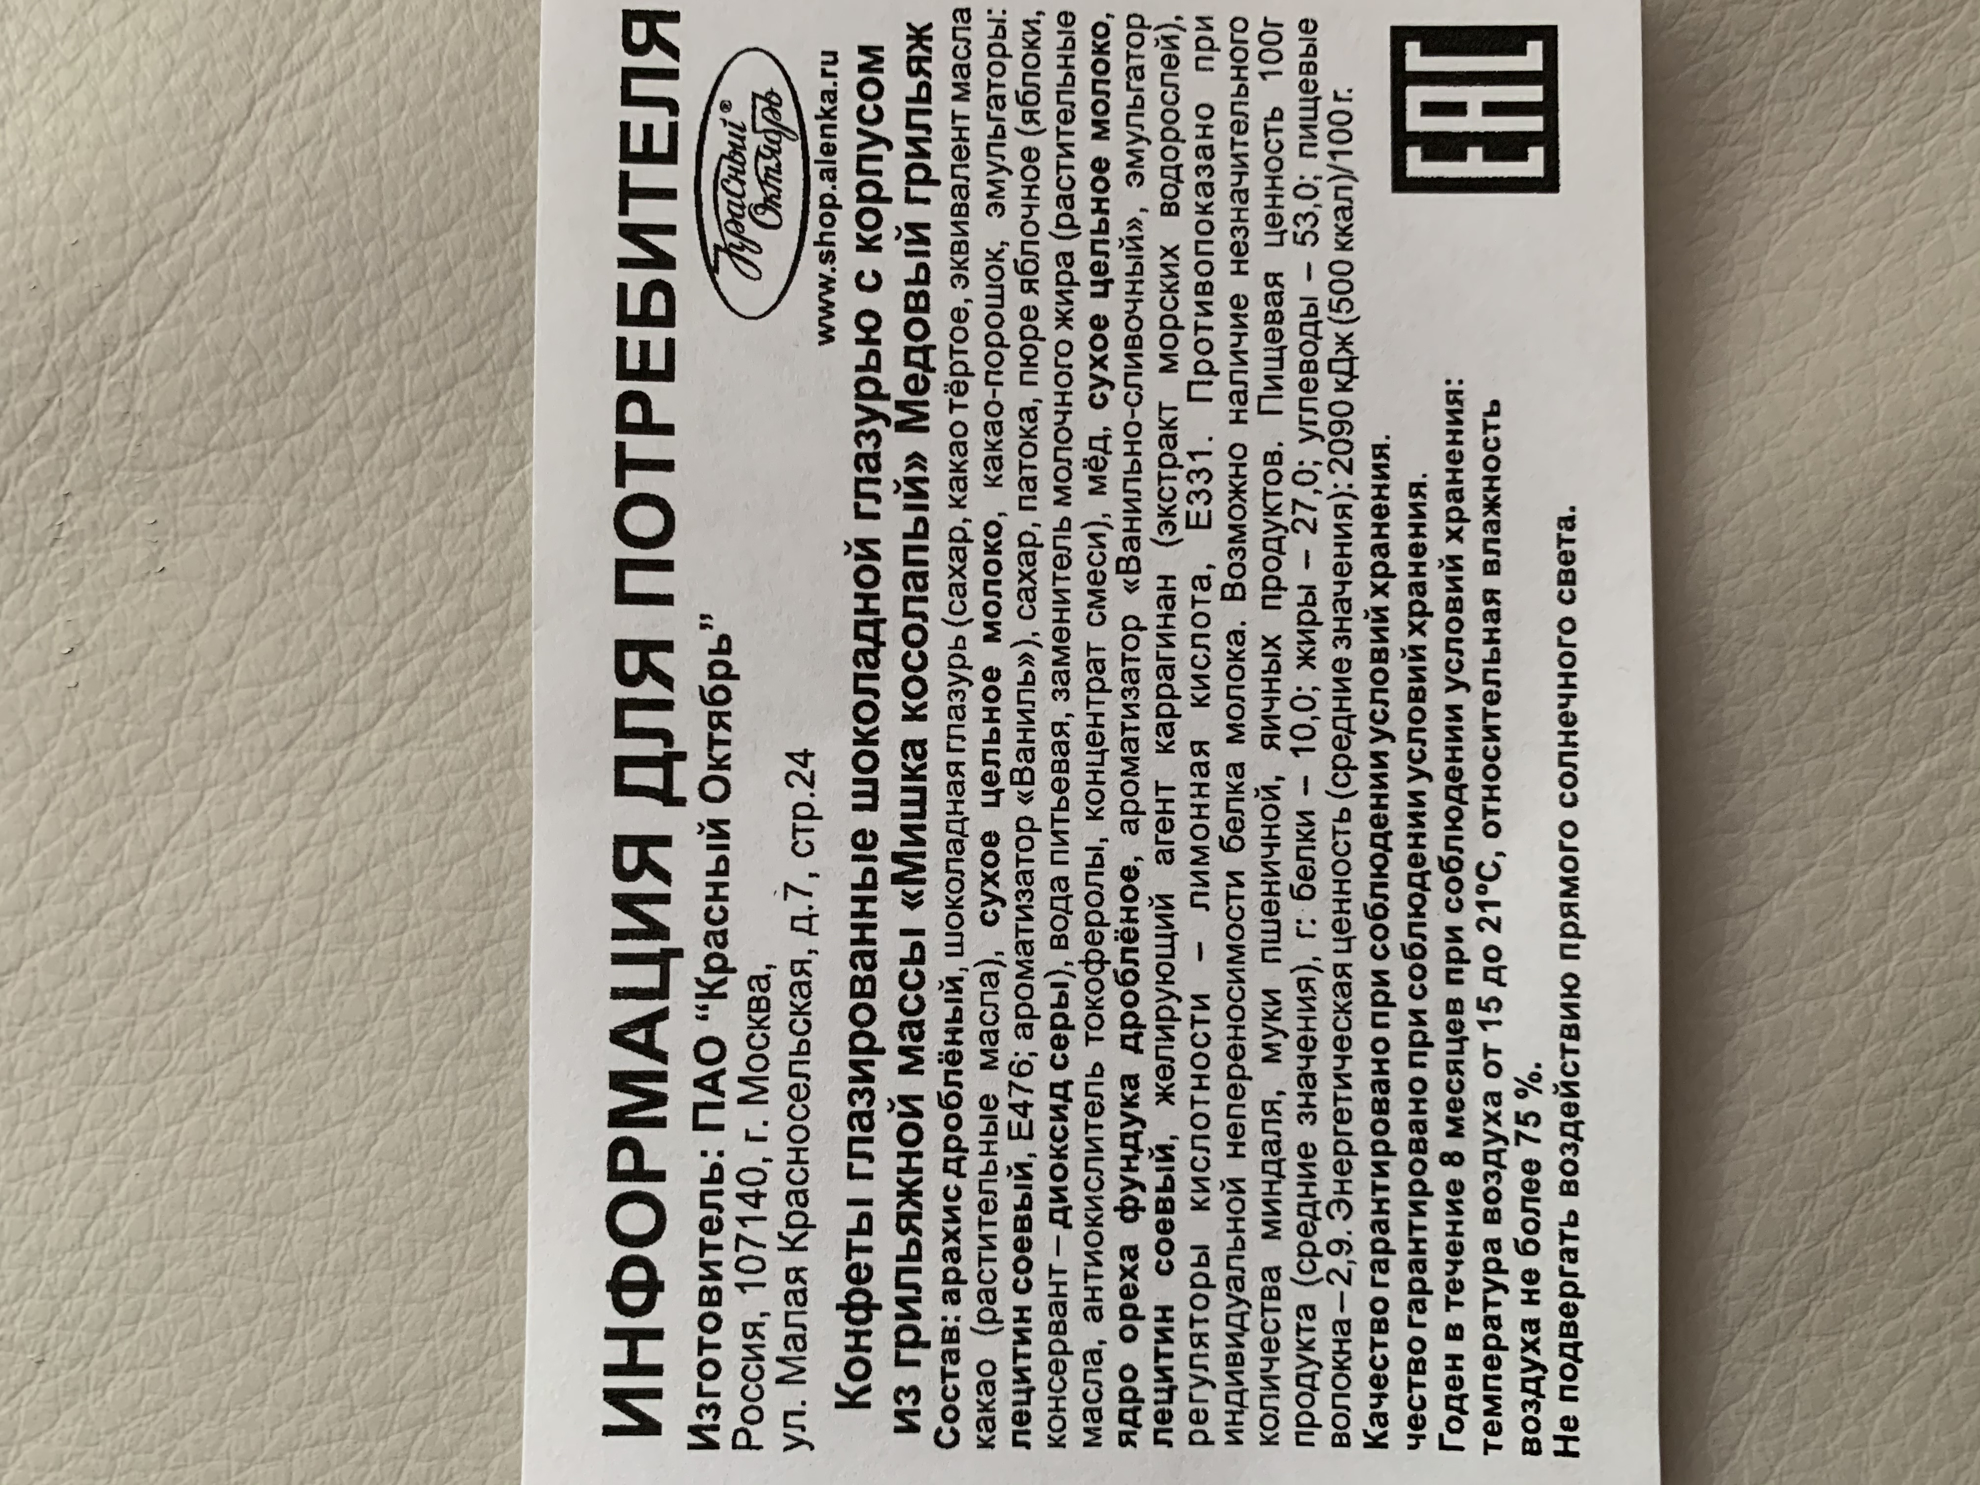 ИНФОРМАЦИЯ ДЛЯ ПОТРЕБИТЕЛЯ
Изготовитель: ПАО “Красный Октябрь”
Россия, 107140, г. Москва,
ул. Малая Красносельская, д.7, стр.24
Красный®
Октябрь
www.shop.alenka.ru
Конфеты глазированные шоколадной глазурью с корпусом
из грильяжной массы «Мишка косолапый» Медовый грильяж
Состав: арахис дроблёный, шоколадная глазурь (сахар, какао тёртое, эквивалент масла
какао (растительные масла), сухое цельное молоко, какао-порошок, эмульгаторы:
лецитин соевый, Е476; ароматизатор «Ваниль»), сахар, патока, пюре яблочное (яблоки,
консервант – диоксид серы), вода питьевая, заменитель молочного жира (растительные
масла, антиокислитель токоферолы, концентрат смеси), мёд, сухое цельное молоко,
ядро ореха фундука дроблёное, ароматизатор «Ванильно-сливочный», эмульгатор
лецитин соевый, желирующий агент каррагинан (экстракт морских водорослей),
регуляторы кислотности – лимонная кислота, Е331. Противопоказано при
индивидуальной непереносимости белка молока. Возможно наличие незначительного
количества миндаля, муки пшеничной, яичных продуктов. Пищевая ценность 100г
продукта (средние значения), г: белки – 10,0; жиры – 27,0; углеводы – 53,0; пищевые
волокна – 2,9. Энергетическая ценность (средние значения): 2090 кДж (500 ккал)/100 г.
Качество гарантировано при соблюдении условий хранения.
чество гарантировано при соблюдении условий хранения.
Годен в течение 8 месяцев при соблюдении условий хранения:
температура воздуха от 15 до 21°С, относительная влажность
воздуха не более 75 %.
Не подвергать воздействию прямого солнечного света.
EAC